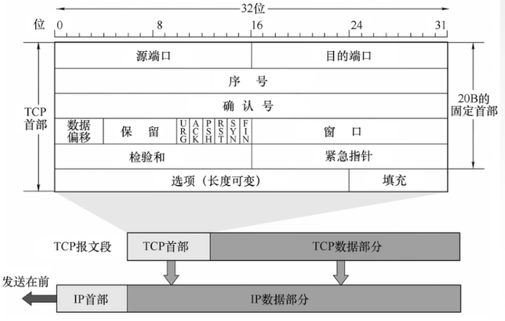 32位
位 0 8 16 24 31
源端口 目的端口
序 号
TCP首部
确 认 号
20B的固定首部
数据偏移 保 留 URG ACK PSH RST SYN FIN 窗 口
检验和 紧急指针
选项（长度可变） 填充
TCP报文段 TCP首部 TCP数据部分
发送在前
IP首部 IP数据部分